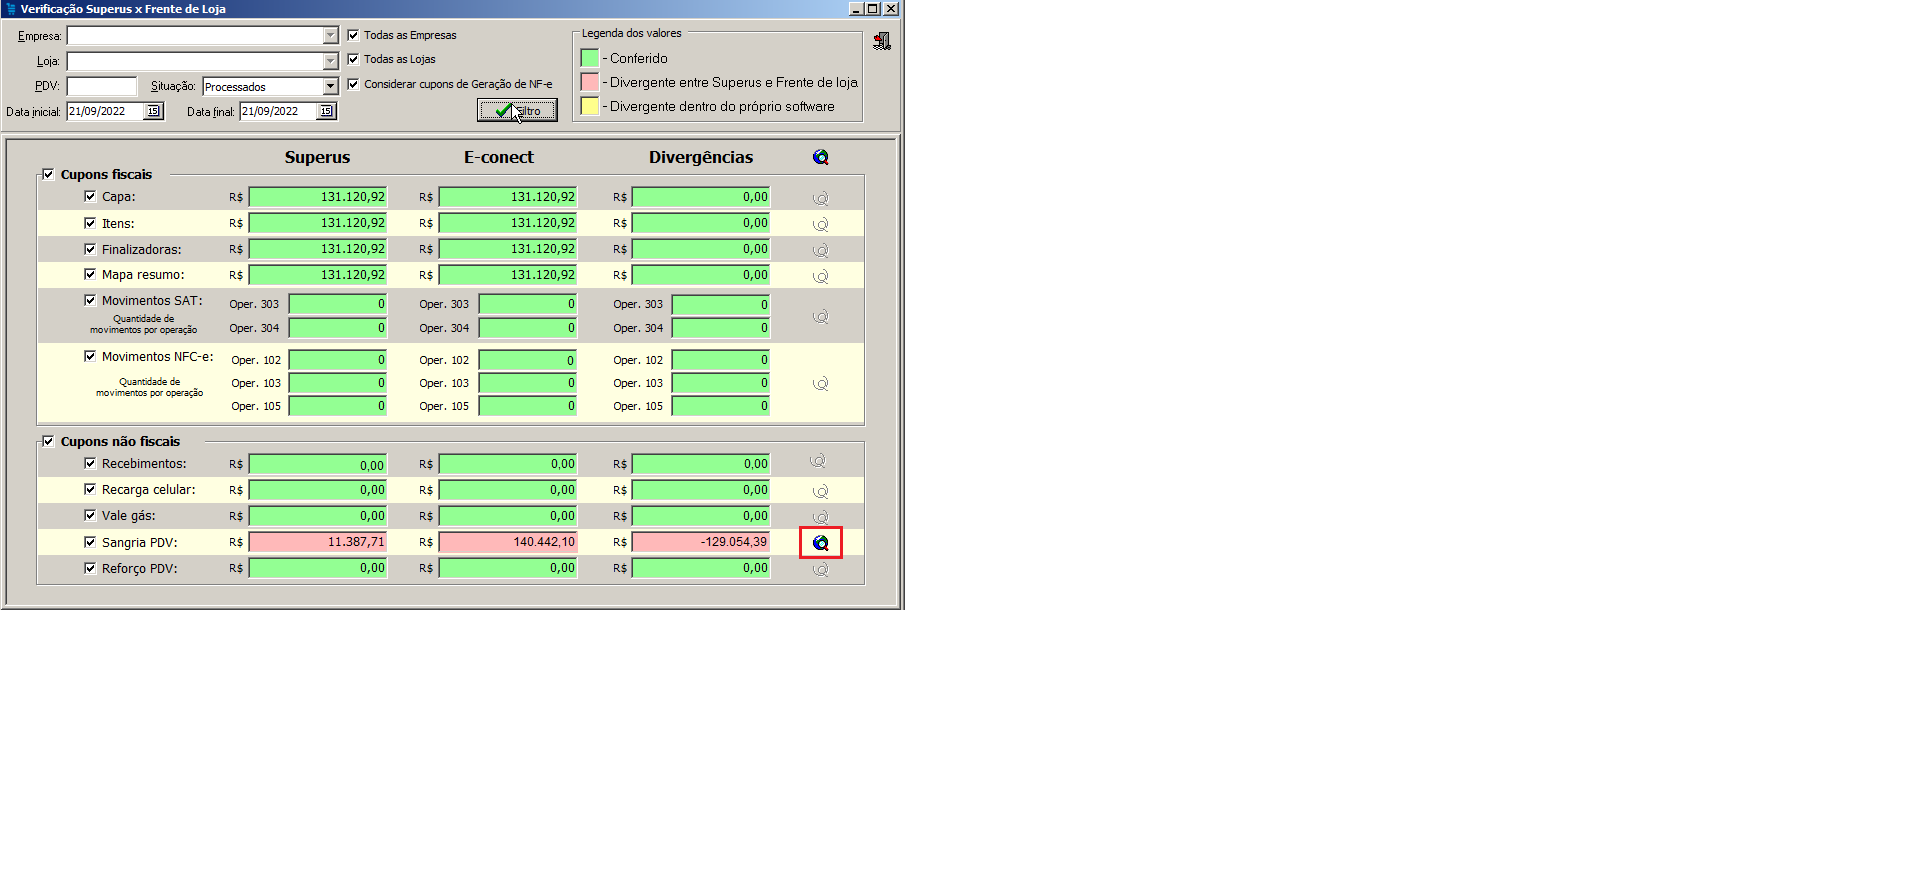 Verificação Superus x Frente de Loja
Empresa:
Todas as Empresas
Loja:
Todas as Lojas
PDV:
Situação: Processados
Considerar cupons de Geração de NF-e
Data inicial: 21/09/2022 15
Data final: 21/09/2022 15
Filtro
Legenda dos valores
- Conferido
- Divergente entre Superus e Frente de loja
- Divergente dentro do próprio software
Superus E-conect Divergências
Cupons fiscais
Capa: R$ 131.120,92 R$ 131.120,92 R$ 0,00
Itens: R$ 131.120,92 R$ 131.120,92 R$ 0,00
Finalizadoras: R$ 131.120,92 R$ 131.120,92 R$ 0,00
Mapa resumo: R$ 131.120,92 R$ 131.120,92 R$ 0,00
Movimentos SAT: Oper. 303 0 Oper. 303 0 Oper. 303 0
Quantidade de
movimentos por operação
Oper. 304 0 Oper. 304 0 Oper. 304 0
Movimentos NFC-e: Oper. 102 0 Oper. 102 0 Oper. 102 0
Quantidade de
movimentos por operação
Oper. 103 0 Oper. 103 0 Oper. 103 0
Oper. 105 0 Oper. 105 0 Oper. 105 0
Cupons não fiscais
Recebimentos: R$ 0,00 R$ 0,00 R$ 0,00
Recarga celular: R$ 0,00 R$ 0,00 R$ 0,00
Vale gás: R$ 0,00 R$ 0,00 R$ 0,00
Sangria PDV: R$ 11.387,71 R$ 140.442,10 R$ -129.054,39
Reforço PDV: R$ 0,00 R$ 0,00 R$ 0,00